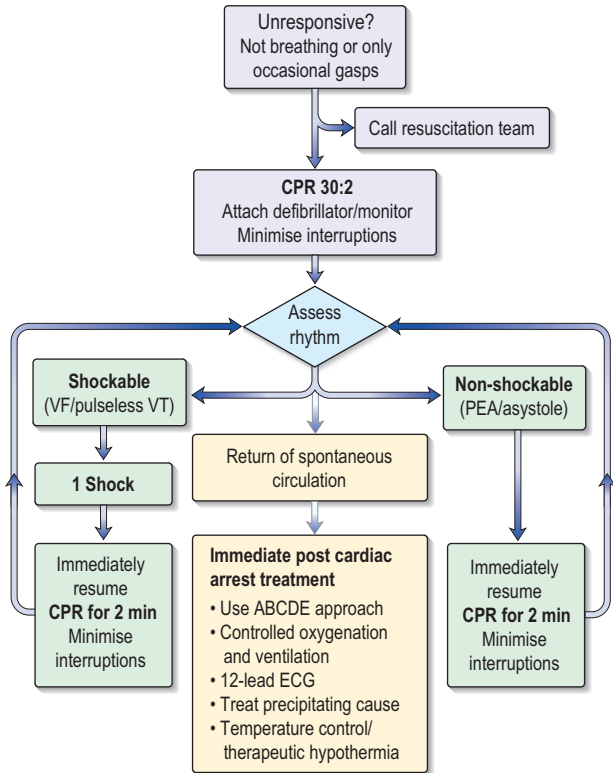 Unresponsive?
Not breathing or only
occasional gasps
Call resuscitation team
CPR 30:2
Attach defibrillator/monitor
Minimise interruptions
Assess
rhythm
Shockable
(VF/pulseless VT)
1 Shock
Immediately
resume
CPR for 2 min
Minimise
interruptions
Return of spontaneous
circulation
Immediate post cardiac
arrest treatment
• Use ABCDE approach
• Controlled oxygenation
and ventilation
• 12-lead ECG
• Treat precipitating cause
• Temperature control/
therapeutic hypothermia
Non-shockable
(PEA/asystole)
Immediately
resume
CPR for 2 min
Minimise
interruptions